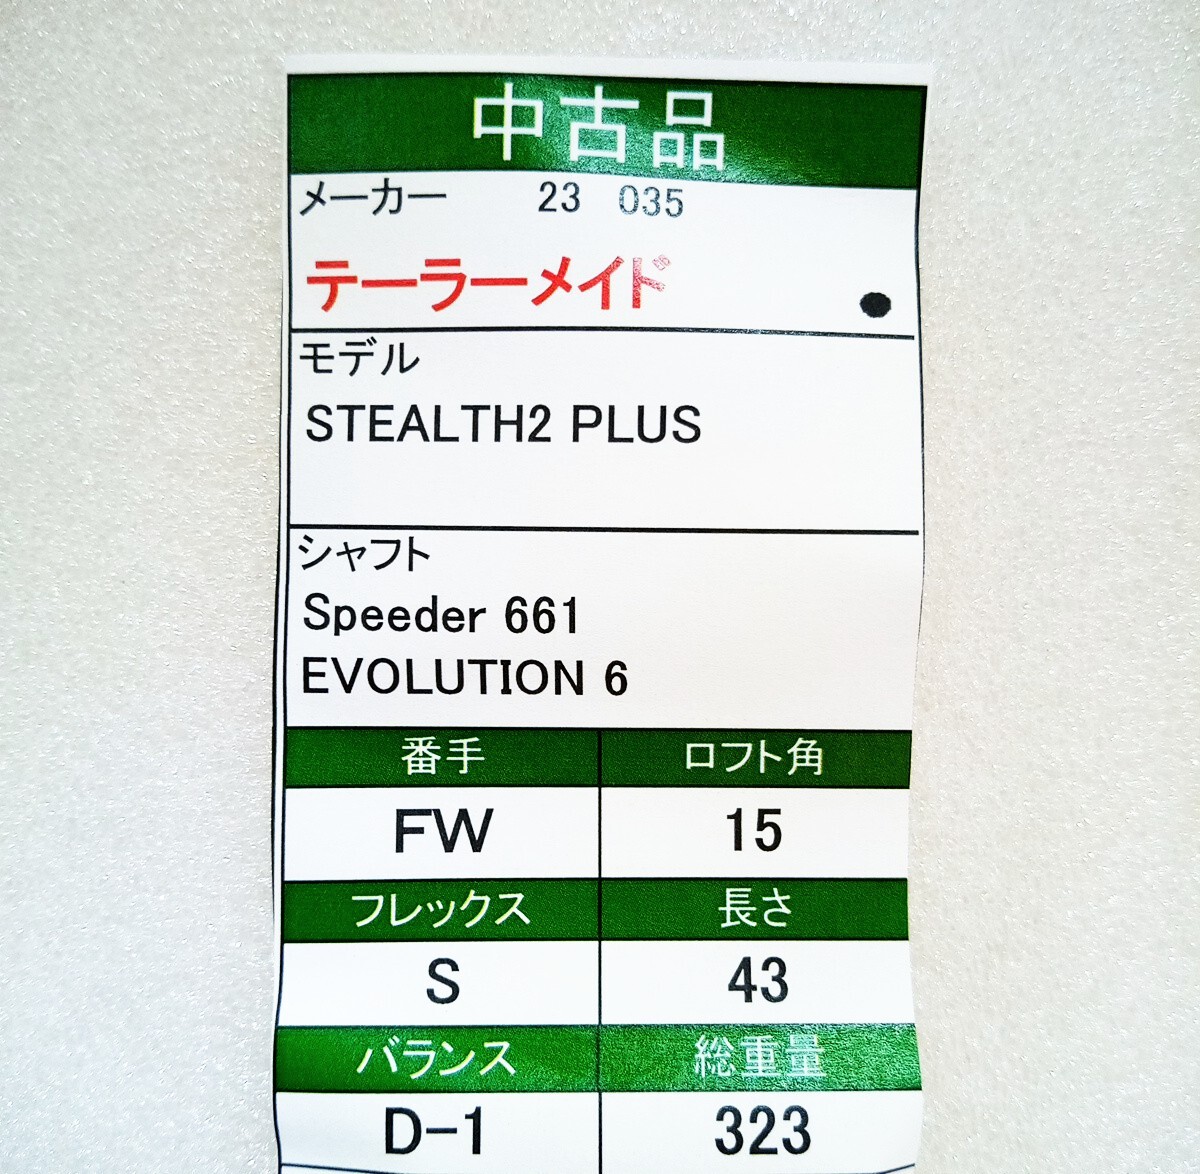 中古品
メーカー 23 035
テーラーメイド
モデル
STEALTH2 PLUS
シャフト
Speeder 661
EVOLUTION 6
番手 ロフト角
FW 15
フレックス 長さ
S 43
バランス 総重量
D-1 323